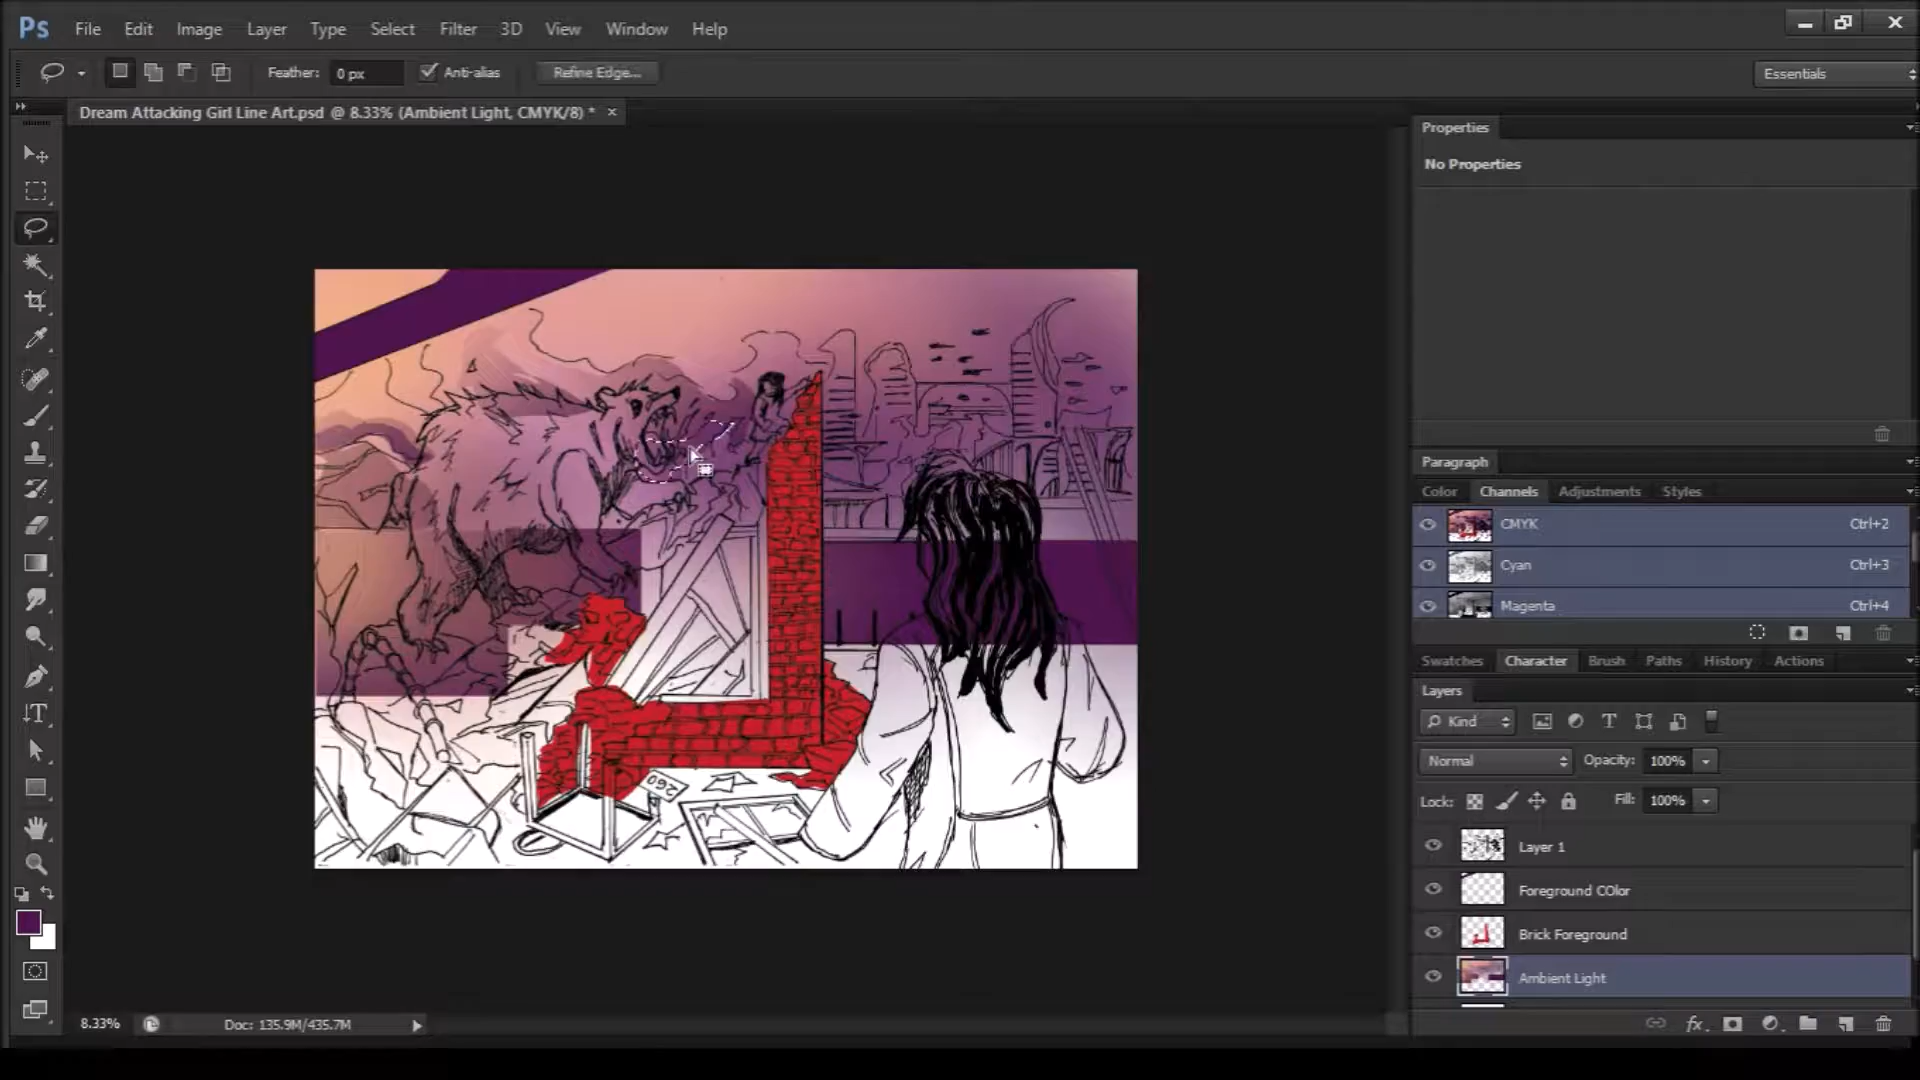 Ps File Edit Image Layer Type Select Filter 3D View Window Help
Feather: 0 px Anti-alias Refine Edge... Essentials
Dream Attacking Girl Line Art.psd @ 8.33% (Ambient Light, CMYK/8) * ×
Properties
No Properties
Paragraph
Color Channels Adjustments Styles
CMYK Ctrl+2
Cyan Ctrl+3
Magenta Ctrl+4
Swatches Character Brush Paths History Actions
Layers
Kind
Normal Opacity: 100%
Lock: Fill: 100%
Layer 1
Foreground COlor
Brick Foreground
Ambient Light
260
8.33% Doc: 135.9M/435.7M
fx